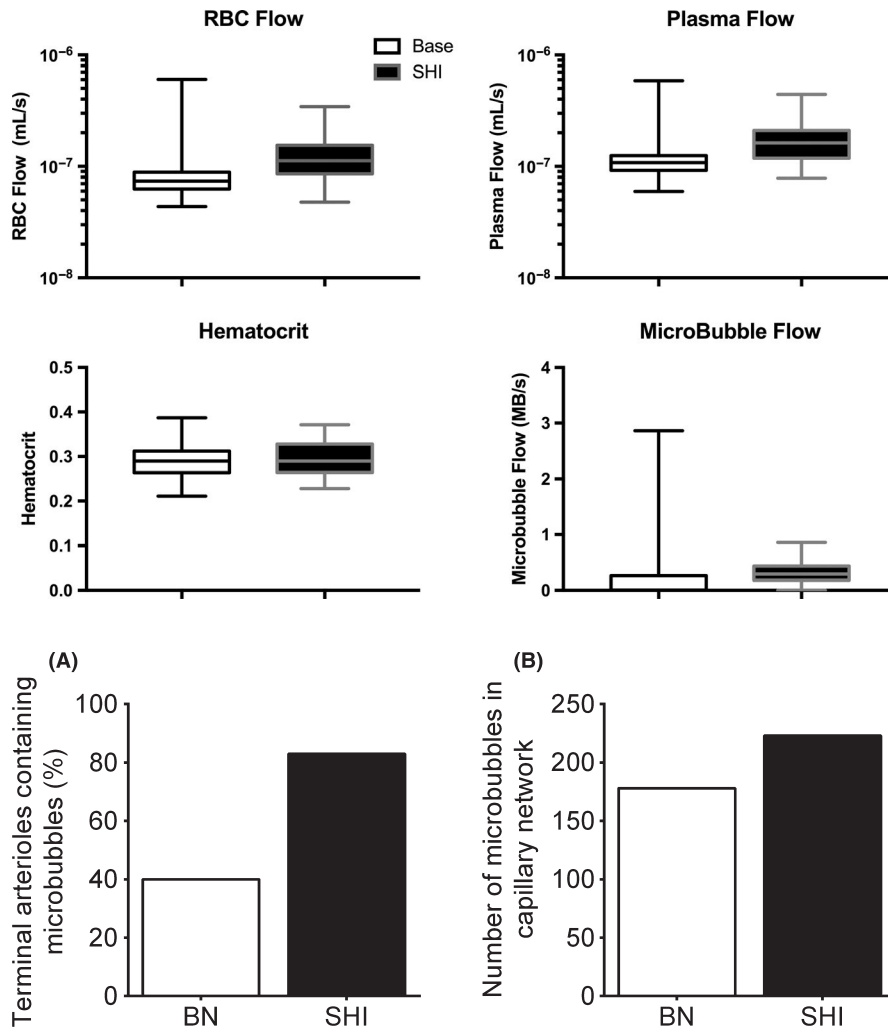 RBC Flow
Base
SHI
RBC Flow (mL/s)
10⁻⁶
10⁻⁷
10⁻⁸
Plasma Flow
Plasma Flow (mL/s)
10⁻⁶
10⁻⁷
10⁻⁸
Hematocrit
Hematocrit
0.5
0.4
0.3
0.2
0.1
0.0
MicroBubble Flow
Microbubble Flow (MB/s)
4
3
2
1
0
(A)
Terminal arterioles containing
microbubbles (%)
100
80
60
40
20
0
BN SHI
(B)
Number of microbubbles in
capillary network
250
200
150
100
50
0
BN SHI